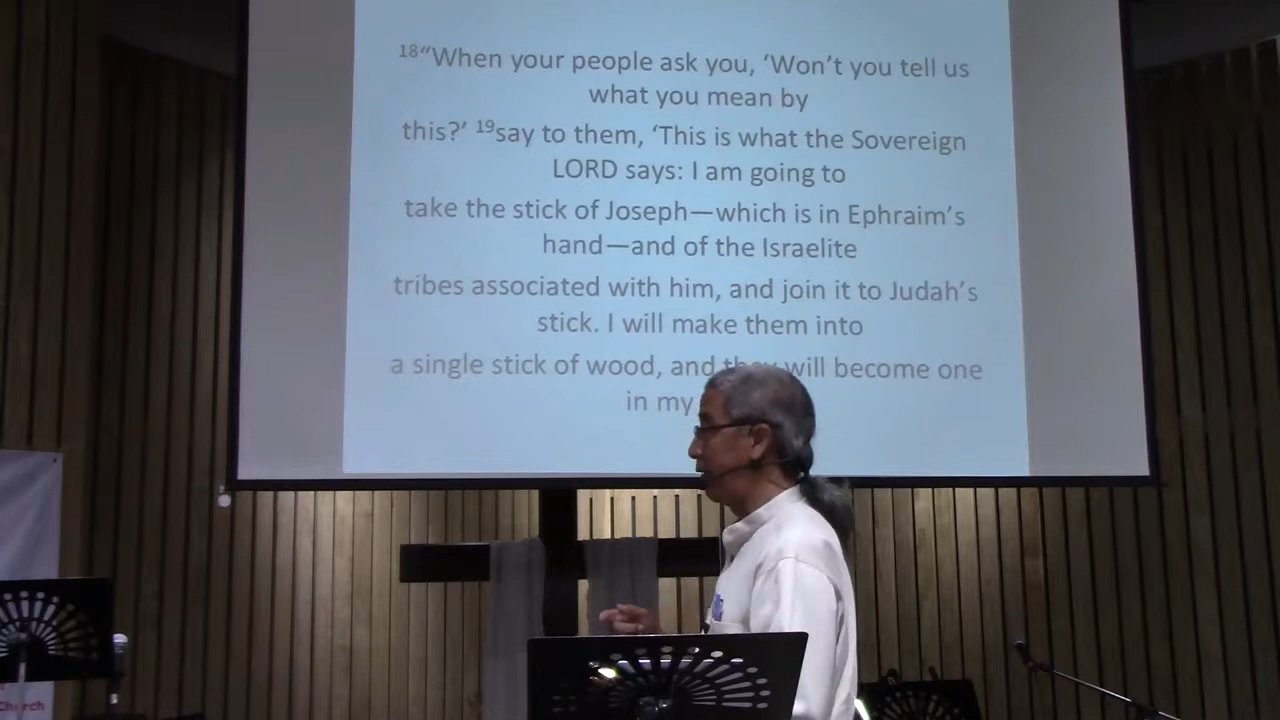 ¹⁸“When your people ask you, ‘Won’t you tell us
what you mean by
this?’ ¹⁹say to them, ‘This is what the Sovereign
LORD says: I am going to
take the stick of Joseph—which is in Ephraim’s
hand—and of the Israelite
tribes associated with him, and join it to Judah’s
stick. I will make them into
a single stick of wood, and they will become one
in my
Church